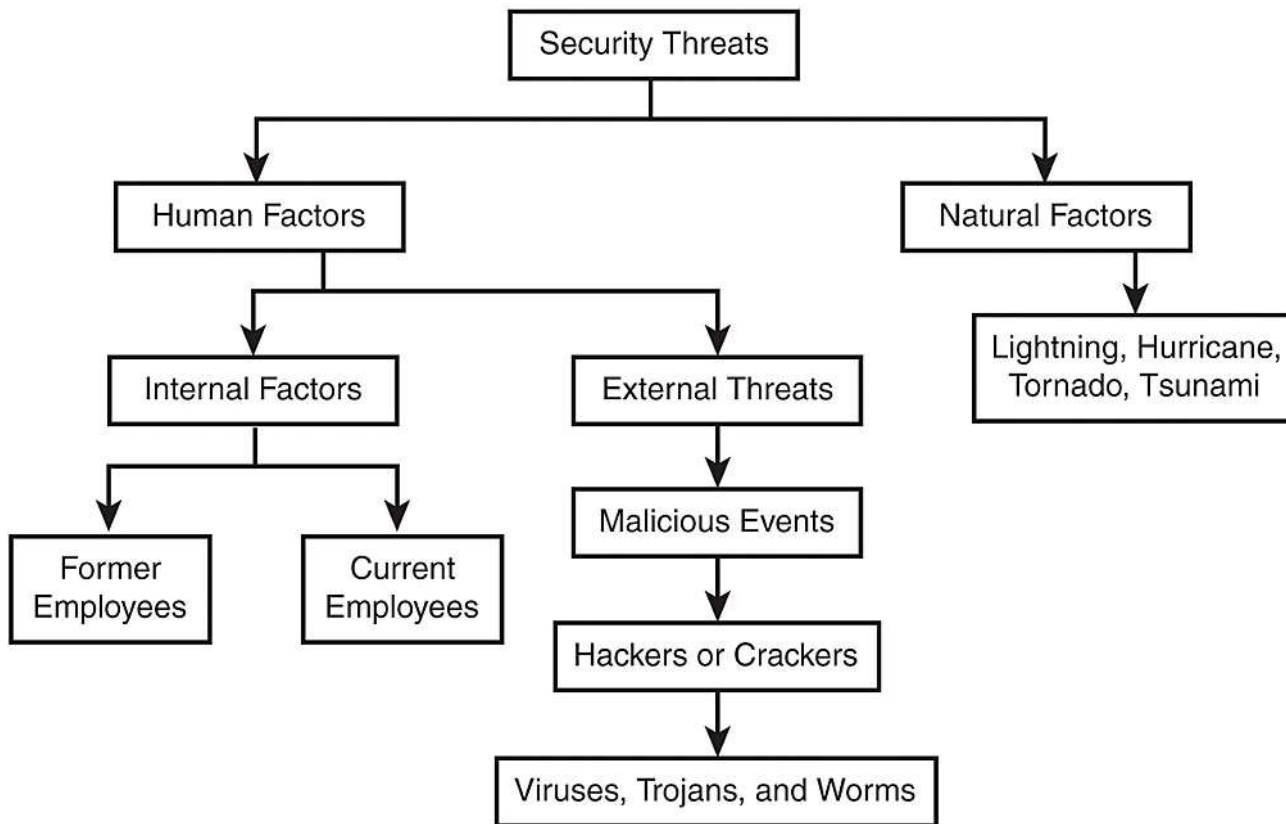 Security Threats
Human Factors
Natural Factors
Internal Factors
External Threats
Lightning, Hurricane,
Tornado, Tsunami
Former
Employees
Current
Employees
Malicious Events
Hackers or Crackers
Viruses, Trojans, and Worms